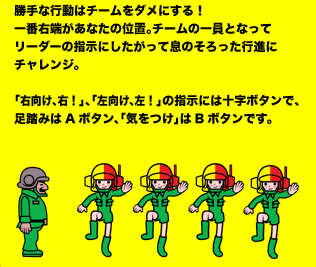 勝手な行動はチームをダメにする！
一番右端があなたの位置。チームの一員となって
リーダーの指示にしたがって息のそろった行進に
チャレンジ。
「右向け、右！」、「左向け、左！」の指示には十字ボタンで、
足踏みは A ボタン、「気をつけ」は B ボタンです。